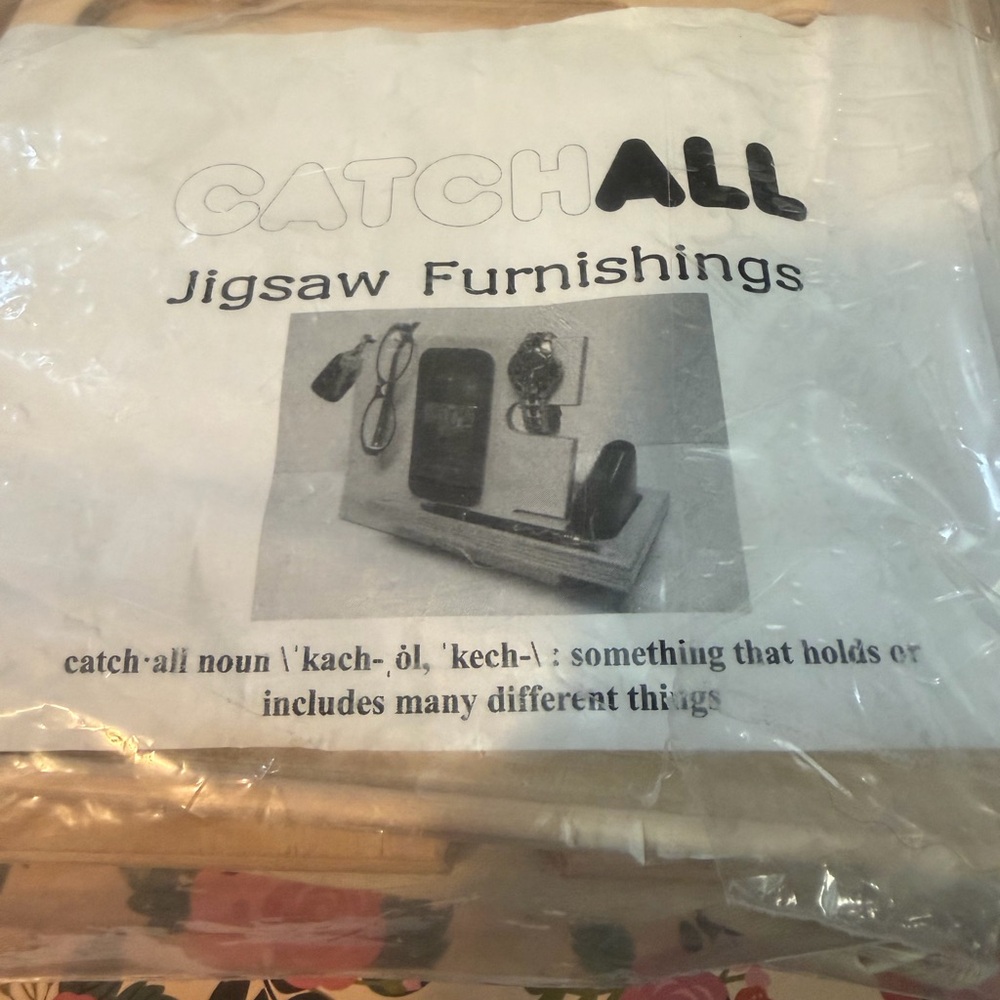 CATCHALL
Jigsaw Furnishings
catch·all noun \ˈkach-ˌȯl, ˈkech-\ : something that holds or
includes many different things